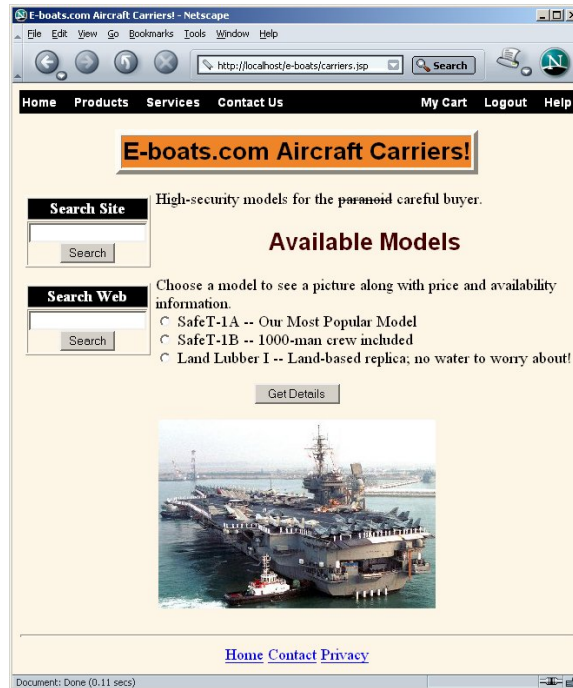 E-boats.com Aircraft Carriers! - Netscape
File Edit View Go Bookmarks Tools Window Help
http://localhost/e-boats/carriers.jsp Search
Home Products Services Contact Us My Cart Logout Help
E-boats.com Aircraft Carriers!
High-security models for the paranoid careful buyer.
Search Site
Search
Available Models
Choose a model to see a picture along with price and availability
information.
Search Web
Search
SafeT-1A -- Our Most Popular Model
SafeT-1B -- 1000-man crew included
Land Lubber I -- Land-based replica; no water to worry about!
Get Details
Home Contact Privacy
Document: Done (0.11 secs)